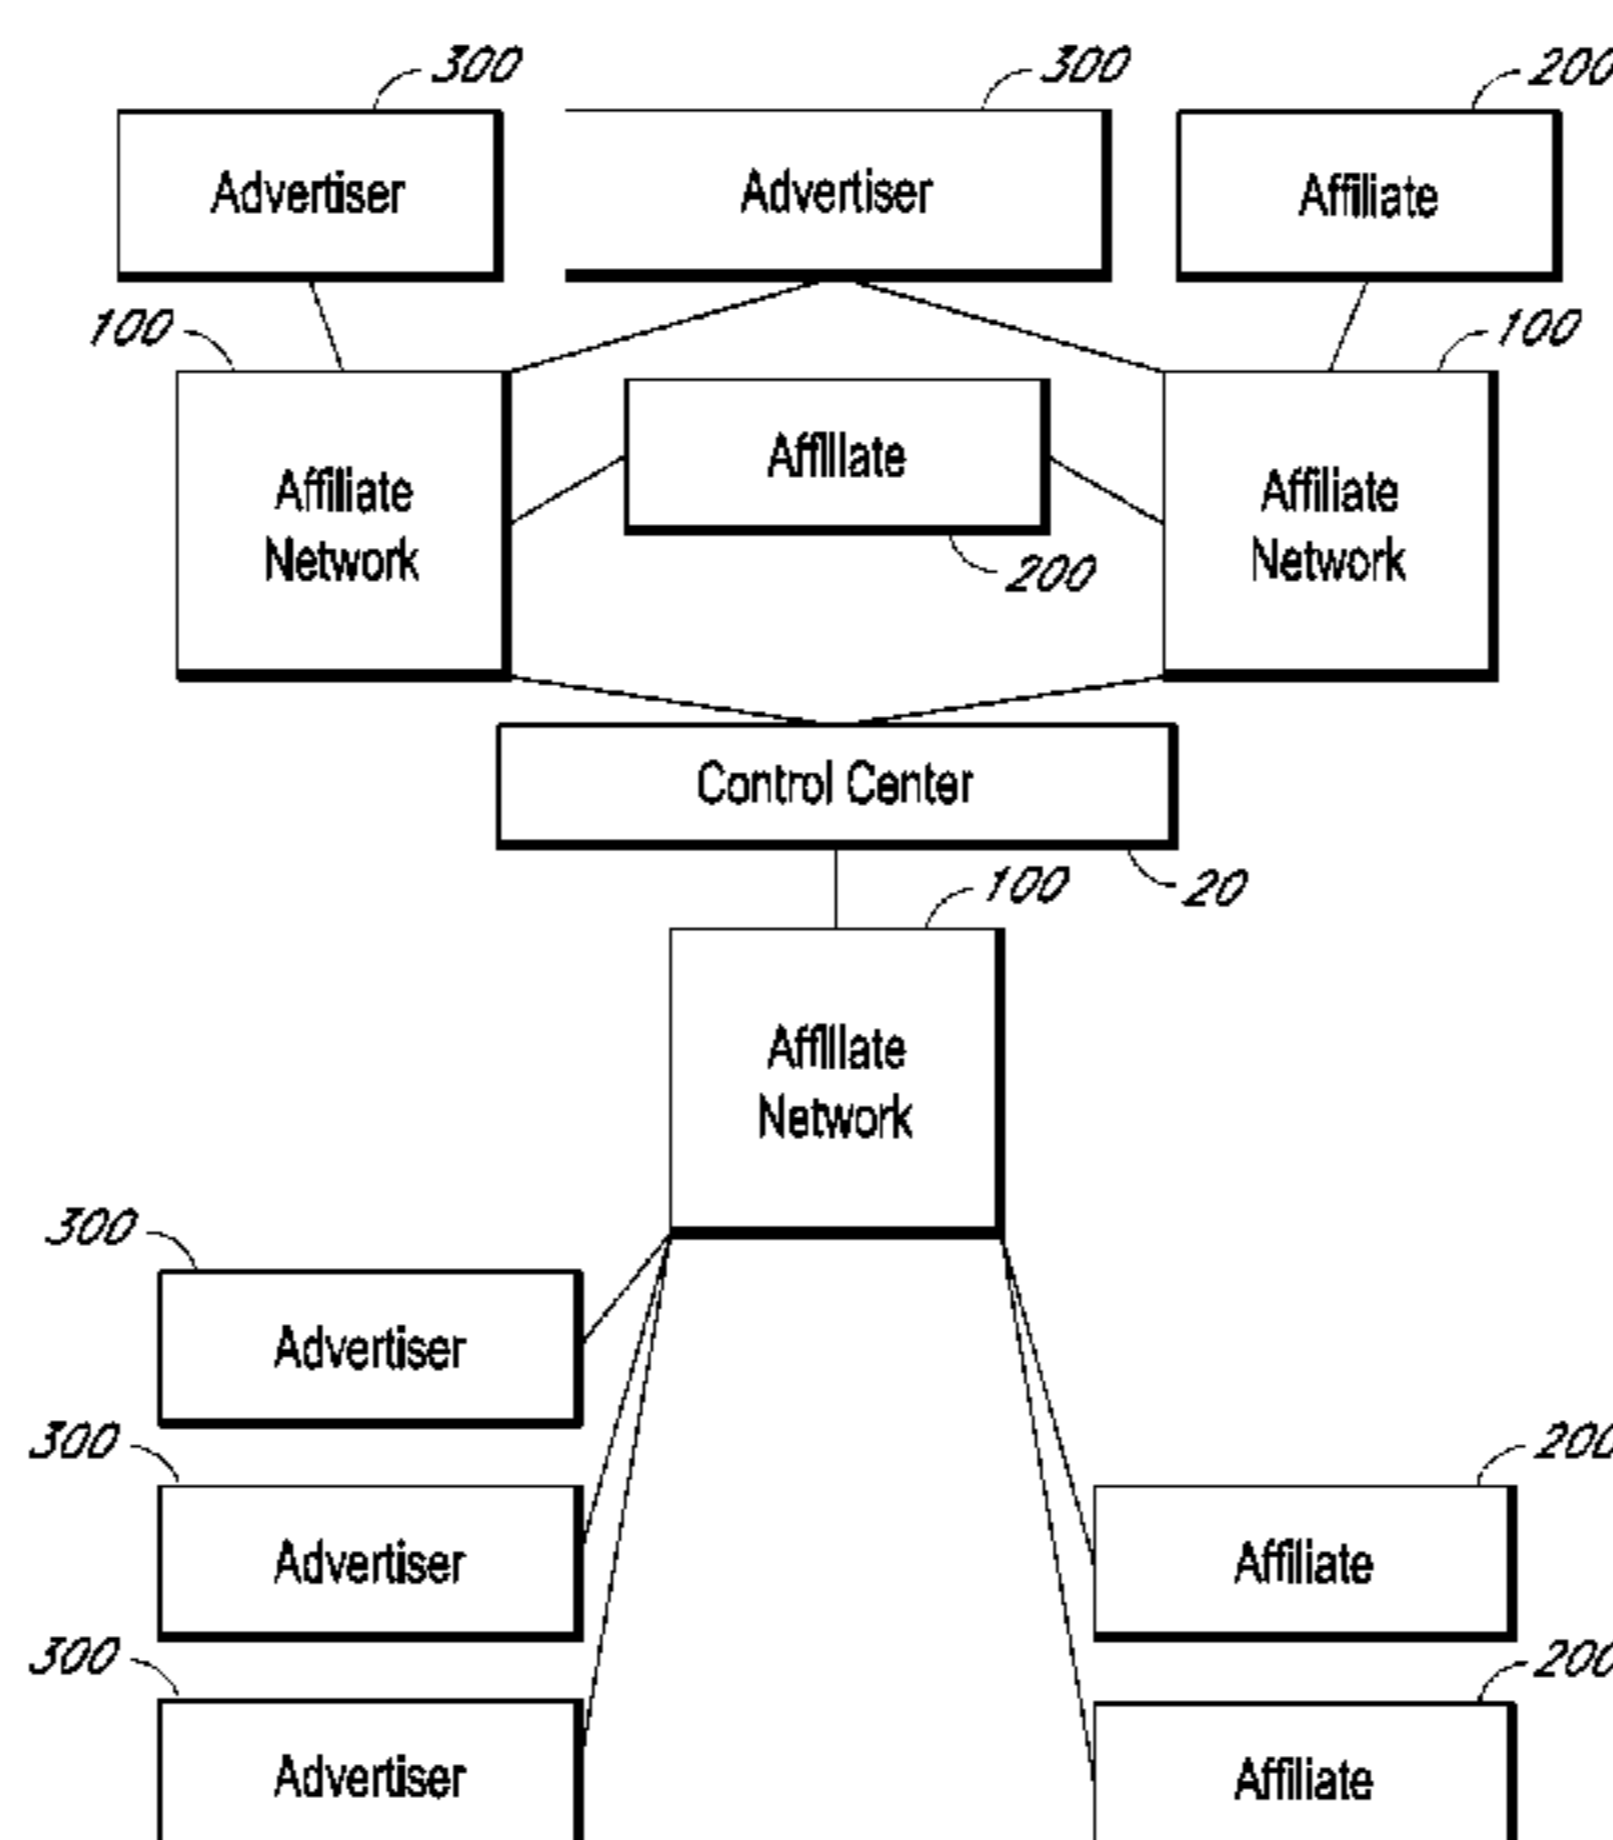 300
300
200
Advertiser
Advertiser
Affiliate
100
100
Affiliate
Network
Affiliate
Affiliate
Network
200
Control Center
100
20
Affiliate
Network
300
Advertiser
300
200
Advertiser
Affiliate
300
200
Advertiser
Affiliate